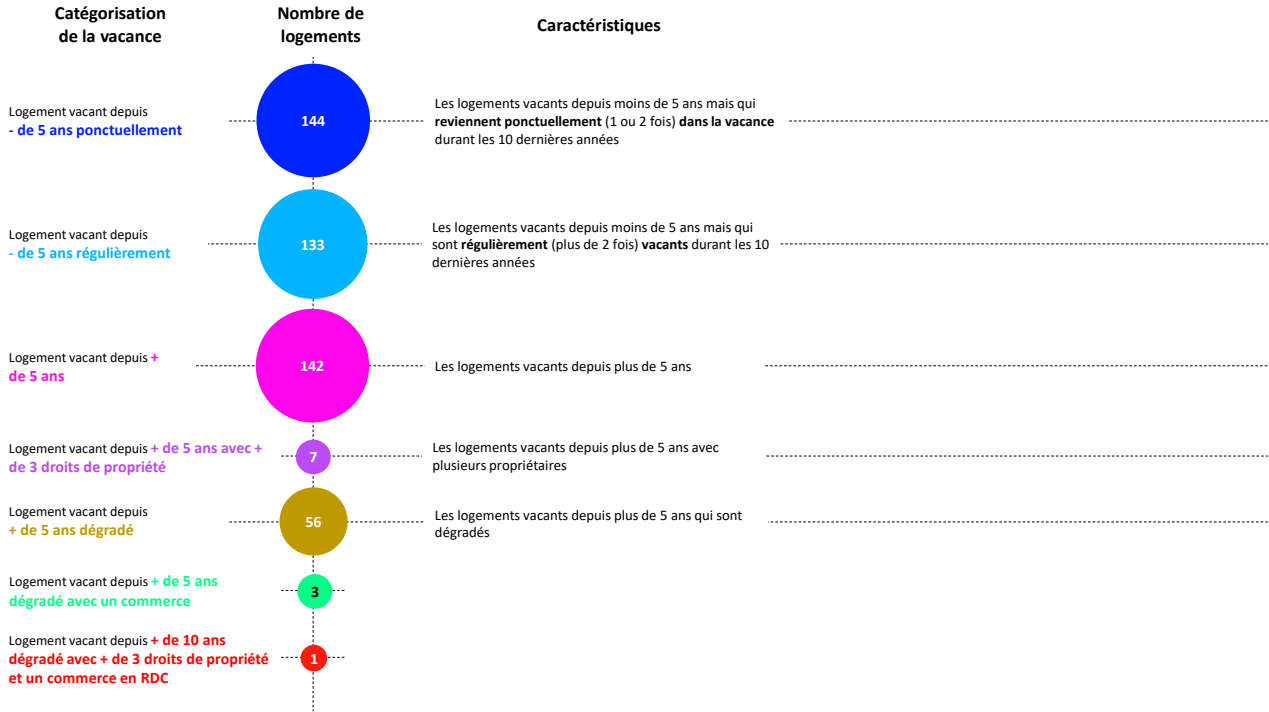 Catégorisation
de la vacance
Nombre de
logements
Caractéristiques
Logement vacant depuis
- de 5 ans ponctuellement
144
Les logements vacants depuis moins de 5 ans mais qui
reviennent ponctuellement (1 ou 2 fois) dans la vacance
durant les 10 dernières années
Logement vacant depuis
- de 5 ans régulièrement
133
Les logements vacants depuis moins de 5 ans mais qui
sont régulièrement (plus de 2 fois) vacants durant les 10
dernières années
Logement vacant depuis +
de 5 ans
142
Les logements vacants depuis plus de 5 ans
Logement vacant depuis + de 5 ans avec +
de 3 droits de propriété
7
Les logements vacants depuis plus de 5 ans avec
plusieurs propriétaires
Logement vacant depuis
+ de 5 ans dégradé
56
Les logements vacants depuis plus de 5 ans qui sont
dégradés
Logement vacant depuis + de 5 ans
dégradé avec un commerce
3
Logement vacant depuis + de 10 ans
dégradé avec + de 3 droits de propriété
et un commerce en RDC
1